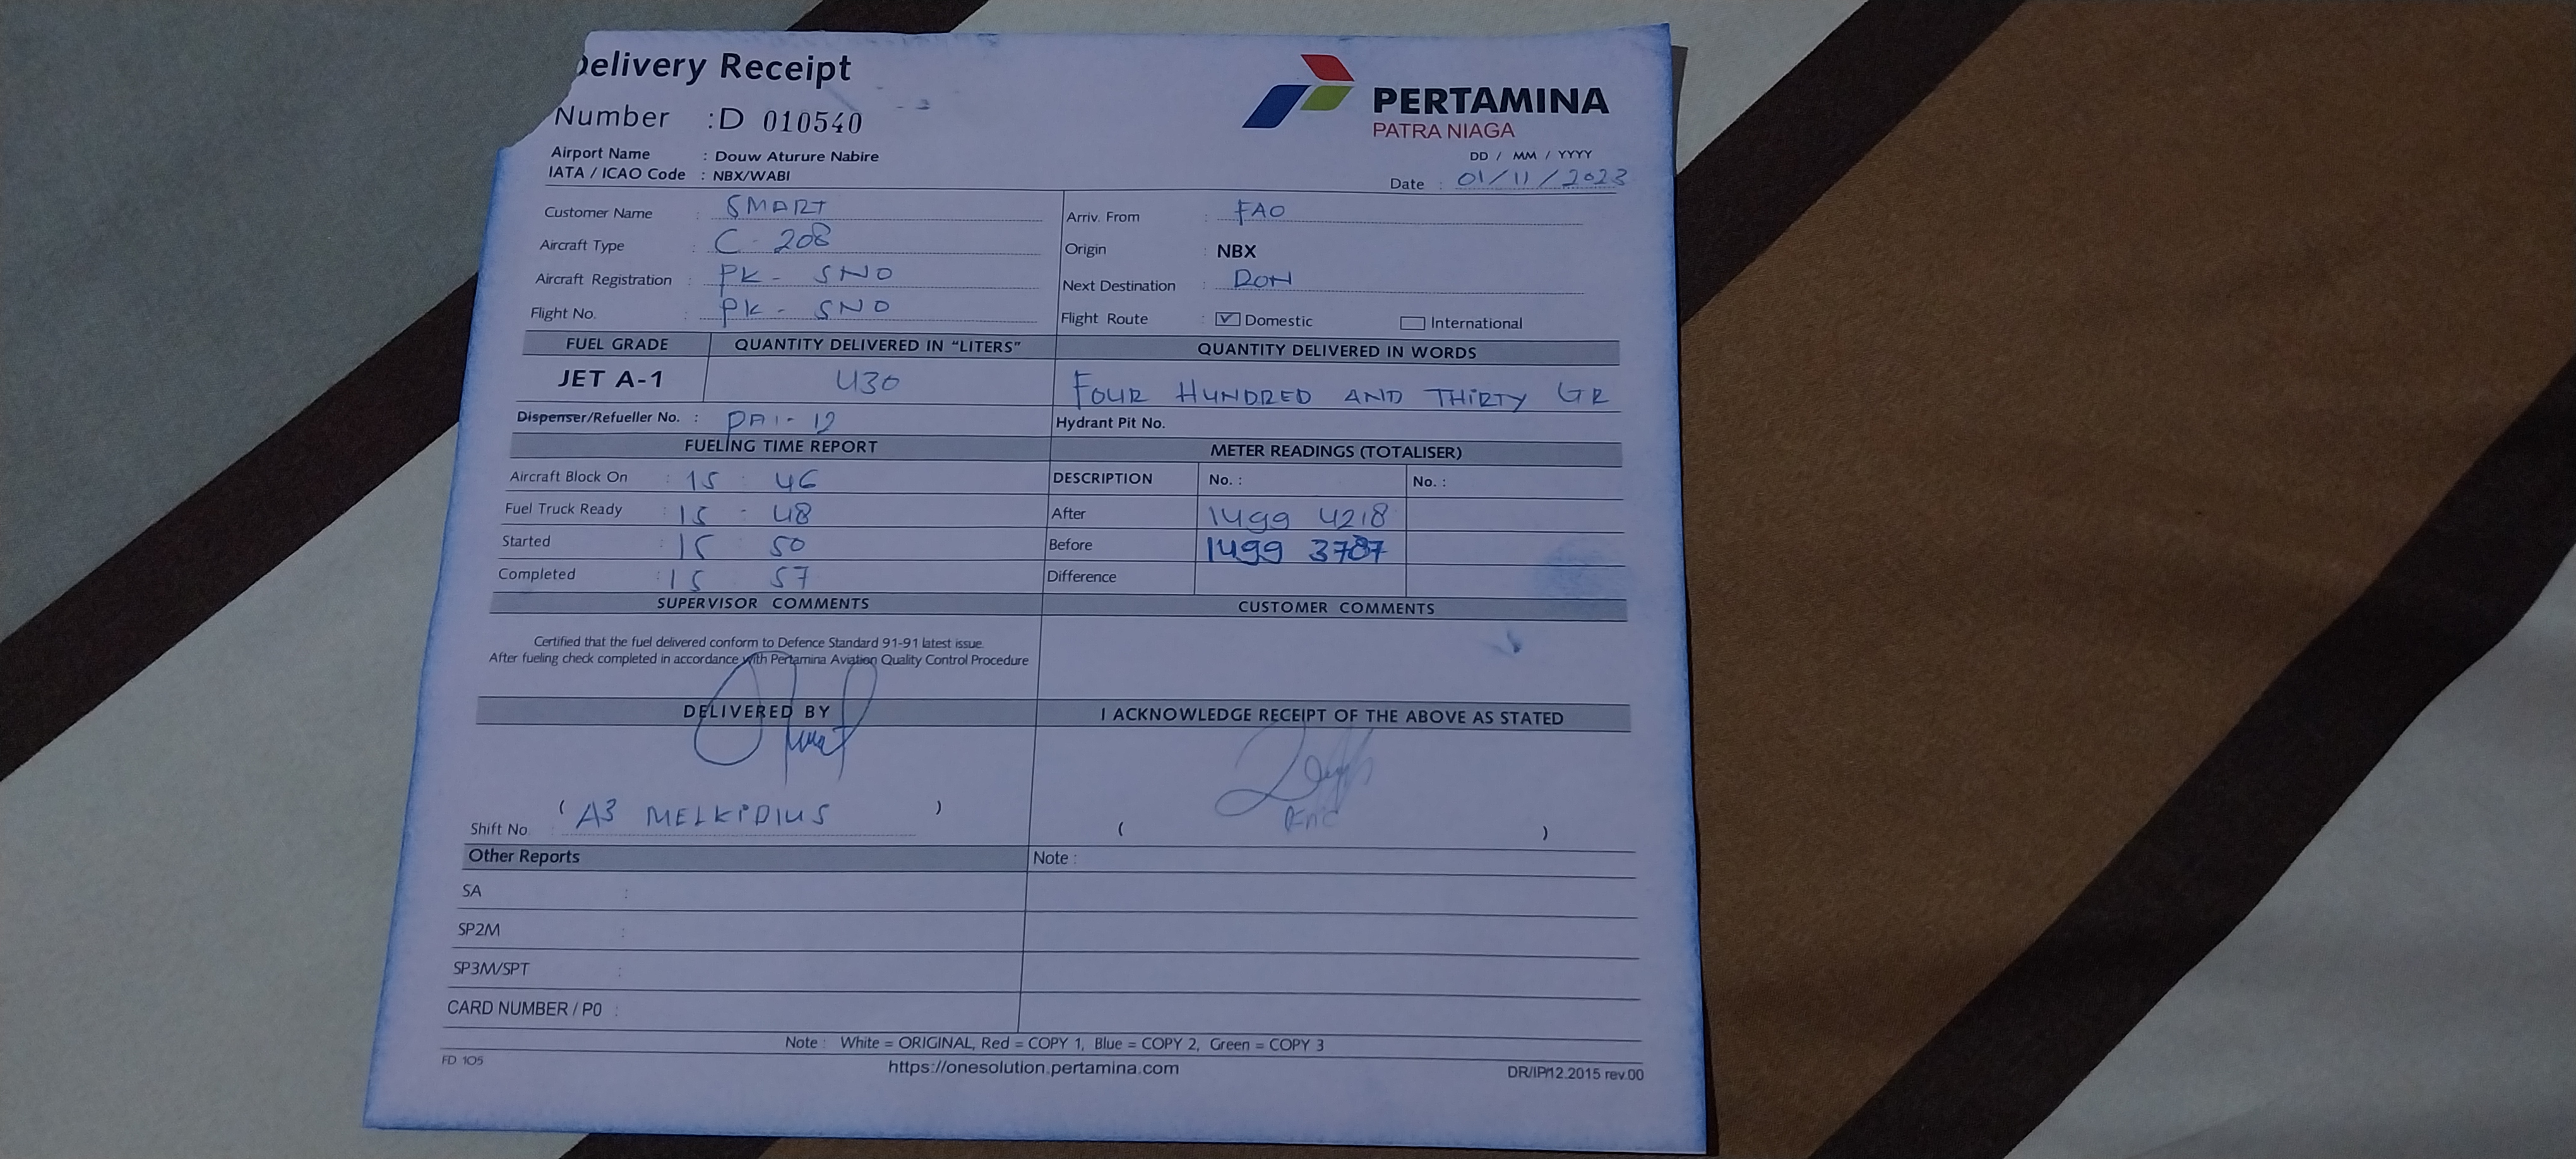 Delivery Receipt
PERTAMINA
PATRA NIAGA
Number : D 010540
Airport Name : Douw Aturure Nabire
IATA / ICAO Code : NBX/WABI
DD / MM / YYYY
Date : 01/11/2023
Customer Name : SMART
Arriv. From : FAO
Aircraft Type : C 208
Origin : NBX
Aircraft Registration : PK - SNO
Next Destination : RON
Flight No. : PK - SNO
Flight Route : Domestic International
FUEL GRADE QUANTITY DELIVERED IN "LITERS" QUANTITY DELIVERED IN WORDS
JET A-1 430 FOUR HUNDRED AND THIRTY
Dispenser/Refueller No. :
Hydrant Pit No.
FUELING TIME REPORT METER READINGS (TOTALISER)
Aircraft Block On : 15 46 DESCRIPTION No. : No. :
Fuel Truck Ready : 15 - 48 After 1499 4218
Started : 15 50 Before 1499 3787
Completed : 15 57 Difference
SUPERVISOR COMMENTS CUSTOMER COMMENTS
Certified that the fuel delivered conform to Defence Standard 91-91 latest issue.
After fueling check completed in accordance with Pertamina Aviation Quality Control Procedure
DELIVERED BY I ACKNOWLEDGE RECEIPT OF THE ABOVE AS STATED
Shift No. ( A3 MELKIDIUS ) ( )
Other Reports Note :
SA :
SP2M :
SP3M/SPT :
CARD NUMBER / P0 :
Note : White = ORIGINAL, Red = COPY 1, Blue = COPY 2, Green = COPY 3
FD 105 https://onesolution.pertamina.com DR/IP/12.2015 rev.00